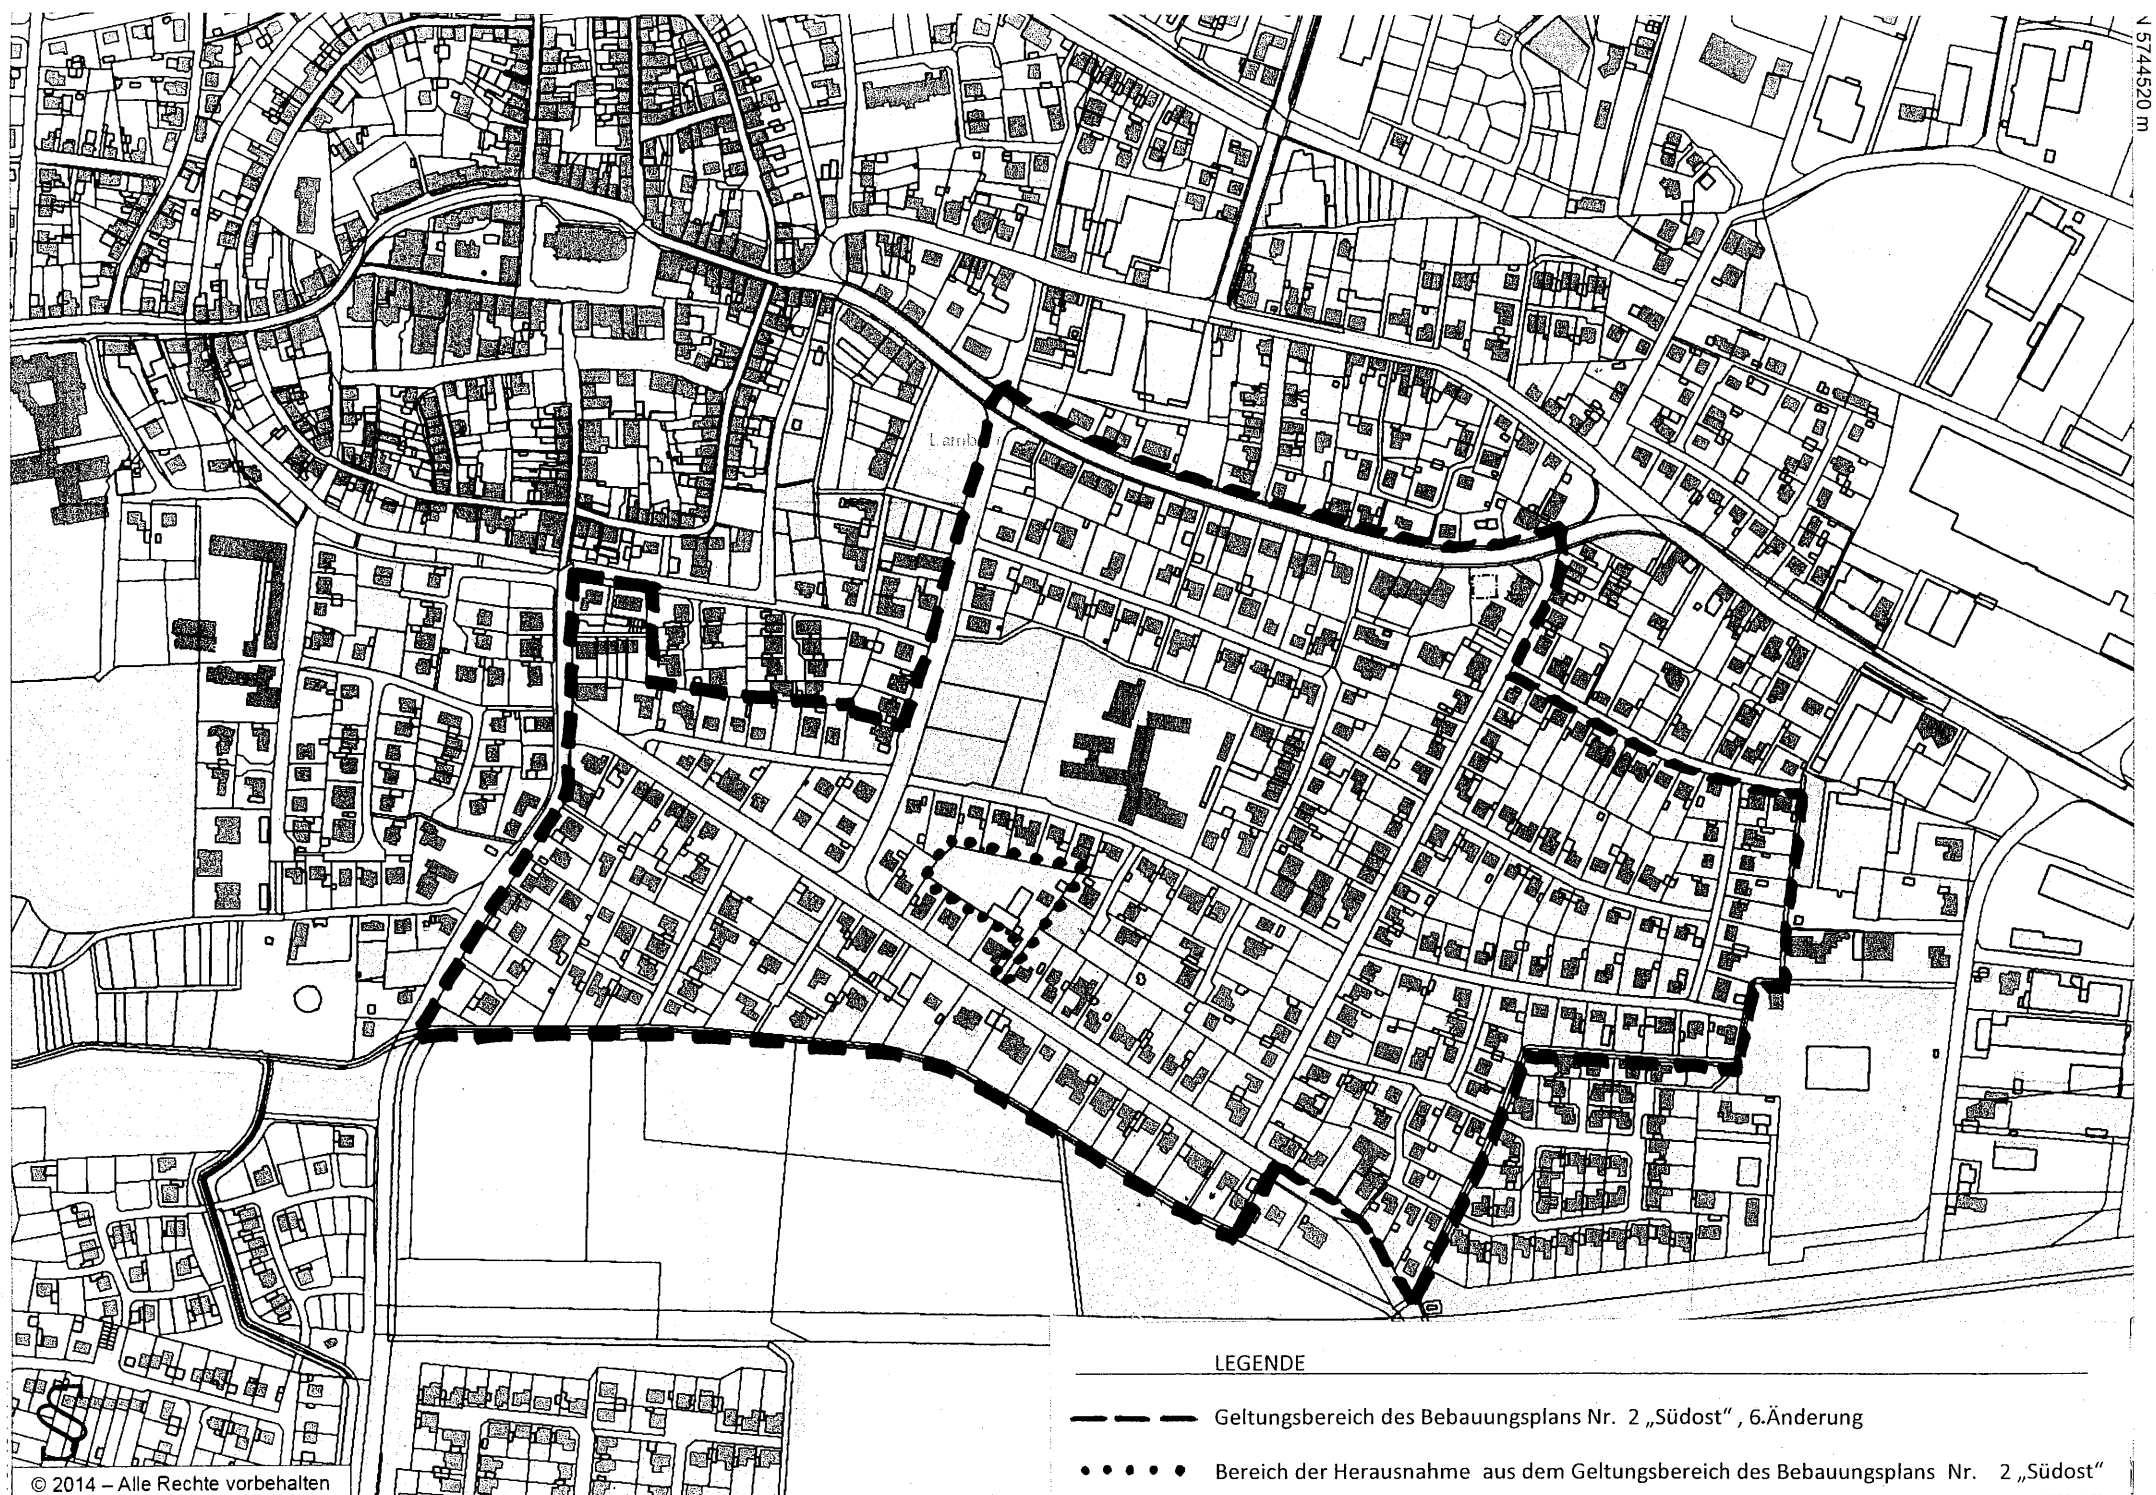 N 5744520 m
LEGENDE
Geltungsbereich des Bebauungsplans Nr. 2 „Südost“ , 6.Änderung
Bereich der Herausnahme aus dem Geltungsbereich des Bebauungsplans Nr. 2 „Südost“
© 2014 – Alle Rechte vorbehalten